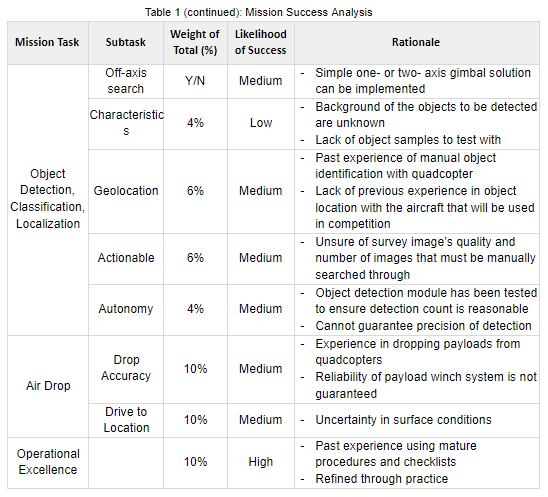 Table 1 (continued): Mission Success Analysis
Mission Task
Subtask
Weight of
Total (%)
Likelihood
of Success
Rationale
Object
Detection,
Classification,
Localization
Off-axis
search
Y/N
Medium
- Simple one- or two- axis gimbal solution
can be implemented
Characteristic
s
4%
Low
- Background of the objects to be detected
are unknown
- Lack of object samples to test with
Geolocation
6%
Medium
- Past experience of manual object
identification with quadcopter
- Lack of previous experience in object
location with the aircraft that will be used
in competition
Actionable
6%
Medium
- Unsure of survey image's quality and
number of images that must be manually
searched through
Autonomy
4%
Medium
- Object detection module has been tested
to ensure detection count is reasonable
- Cannot guarantee precision of detection
Air Drop
Drop
Accuracy
10%
Medium
- Experience in dropping payloads from
quadcopters
- Reliability of payload winch system is not
guaranteed
Drive to
Location
10%
Medium
- Uncertainty in surface conditions
Operational
Excellence
10%
High
- Past experience using mature
procedures and checklists
- Refined through practice